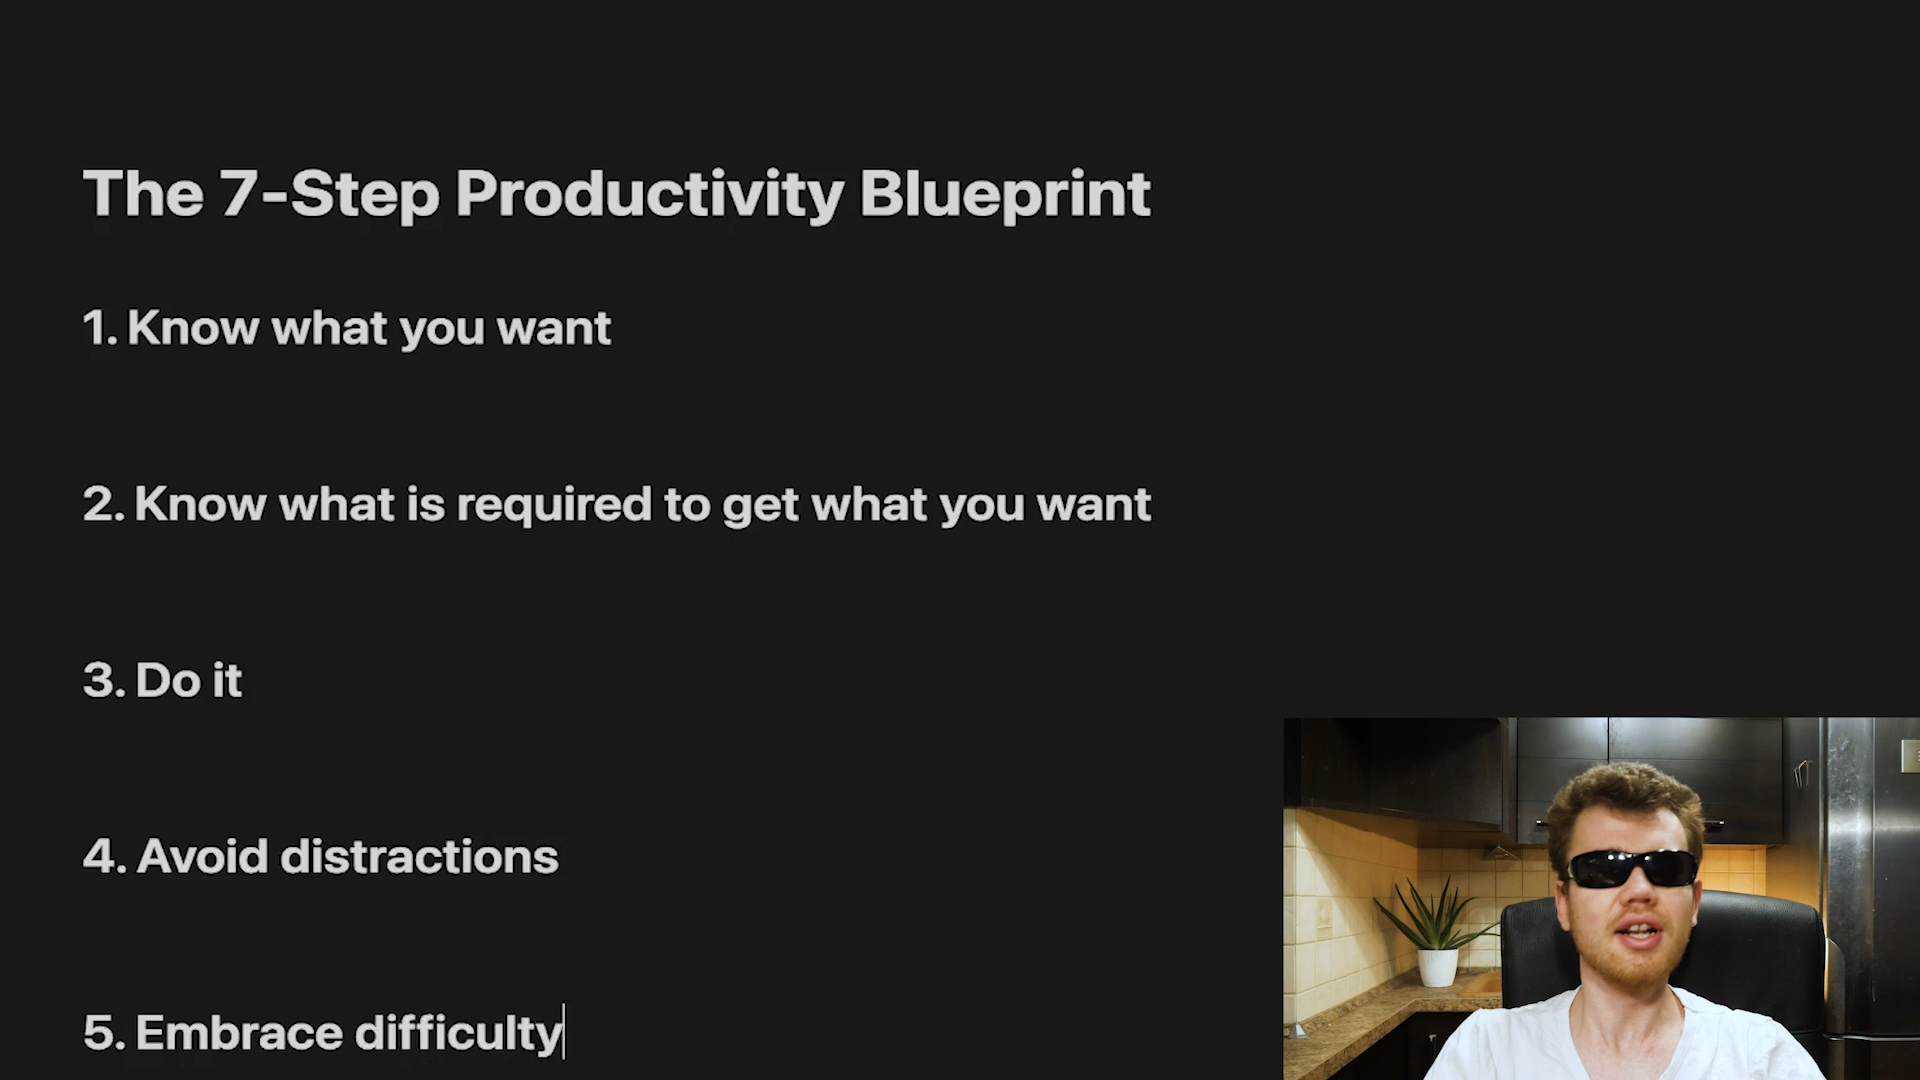 The 7-Step Productivity Blueprint
1. Know what you want
2. Know what is required to get what you want
3. Do it
4. Avoid distractions
5. Embrace difficulty